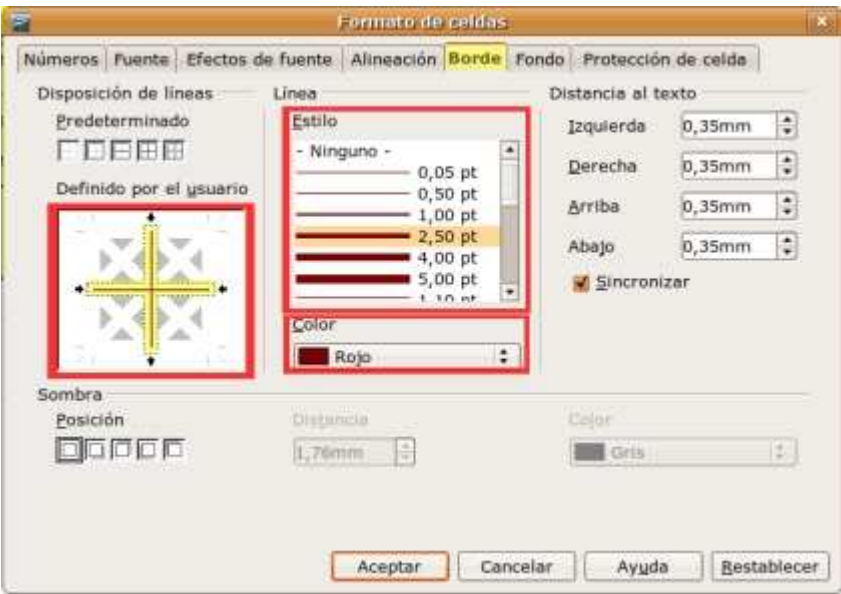 Formato de celdas
Números Fuente Efectos de fuente Alineación Borde Fondo Protección de celda
Disposición de líneas
Predeterminado
Definido por el usuario
Línea
Estilo
- Ninguno -
0,05 pt
0,50 pt
1,00 pt
2,50 pt
4,00 pt
5,00 pt
1,10 pt
Color
Rojo
Distancia al texto
Izquierda 0,35mm
Derecha 0,35mm
Arriba 0,35mm
Abajo 0,35mm
Sincronizar
Sombra
Posición
Distancia
1,76mm
Color
Gris
Aceptar Cancelar Ayuda Restablecer